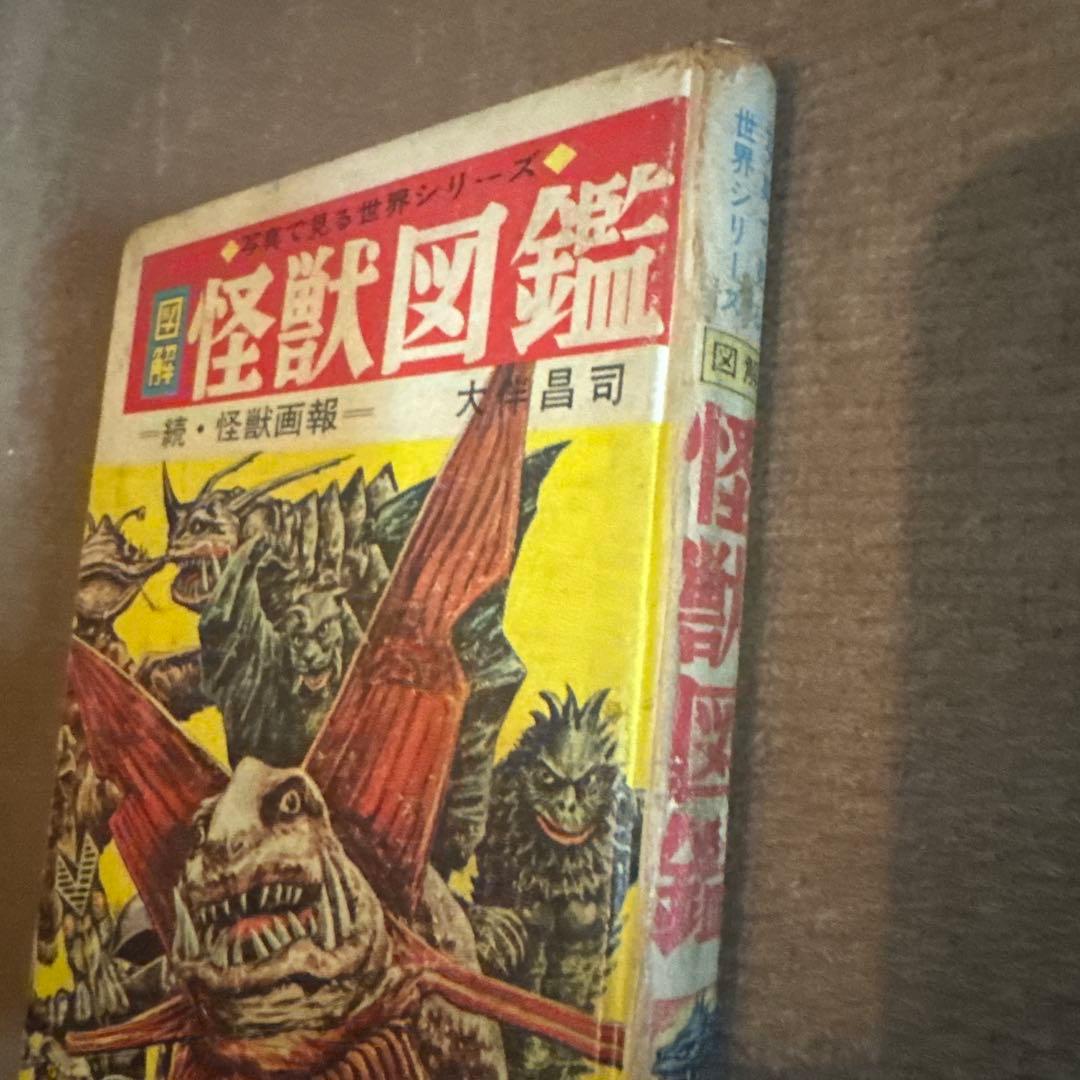 写真で見る世界シリーズ
図解
怪獣図鑑
=続・怪獣画報=
大伴昌司
世界シリーズ
図解
怪獣図鑑